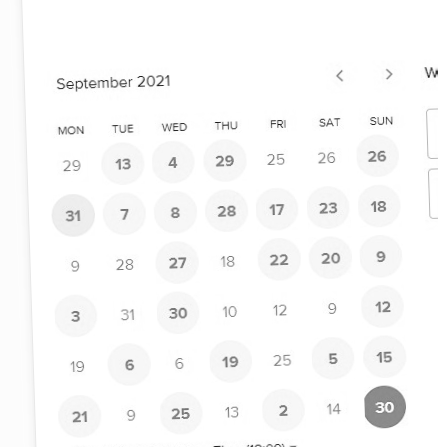 September 2021 < >
MON TUE WED THU FRI SAT SUN
29 13 4 29 25 26 26
31 7 8 28 17 23 18
9 28 27 18 22 20 9
3 31 30 10 12 9 12
19 6 6 19 25 5 15
21 9 25 13 2 14 30